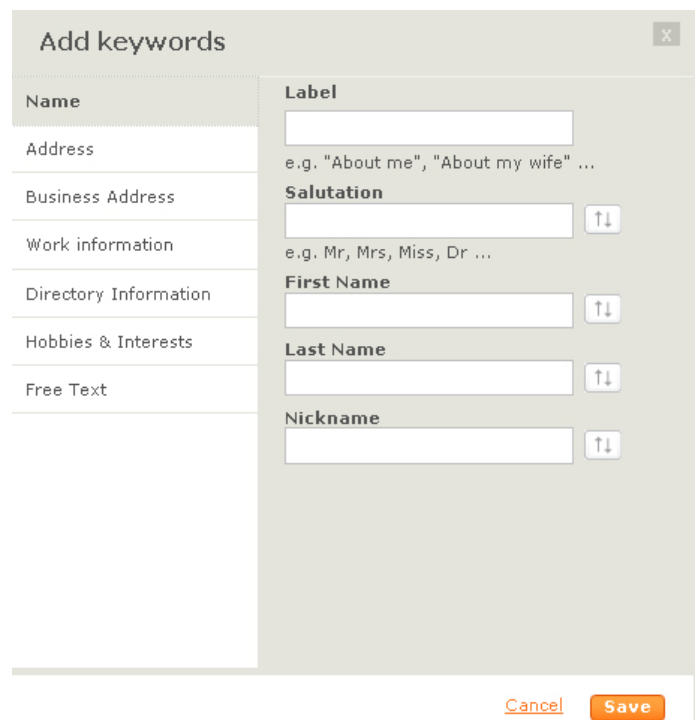 Add keywords
X
Name
Address
Business Address
Work information
Directory Information
Hobbies & Interests
Free Text
Label
e.g. "About me", "About my wife" ...
Salutation
e.g. Mr, Mrs, Miss, Dr ...
First Name
Last Name
Nickname
Cancel
Save